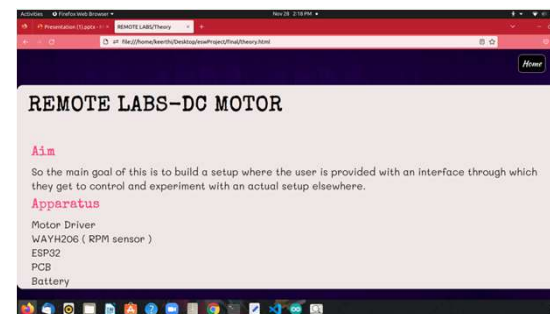 Activities Firefox Web Browser Nov 28 2:18 PM
Presentation (1).pptx REMOTE LABS/Theory
file:///home/keerthi/Desktop/eswProject/final/theory.html
Home
REMOTE LABS-DC MOTOR
Aim
So the main goal of this is to build a setup where the user is provided with an interface through which
they get to control and experiment with an actual setup elsewhere.
Apparatus
Motor Driver
WAYH206 ( RPM sensor )
ESP32
PCB
Battery